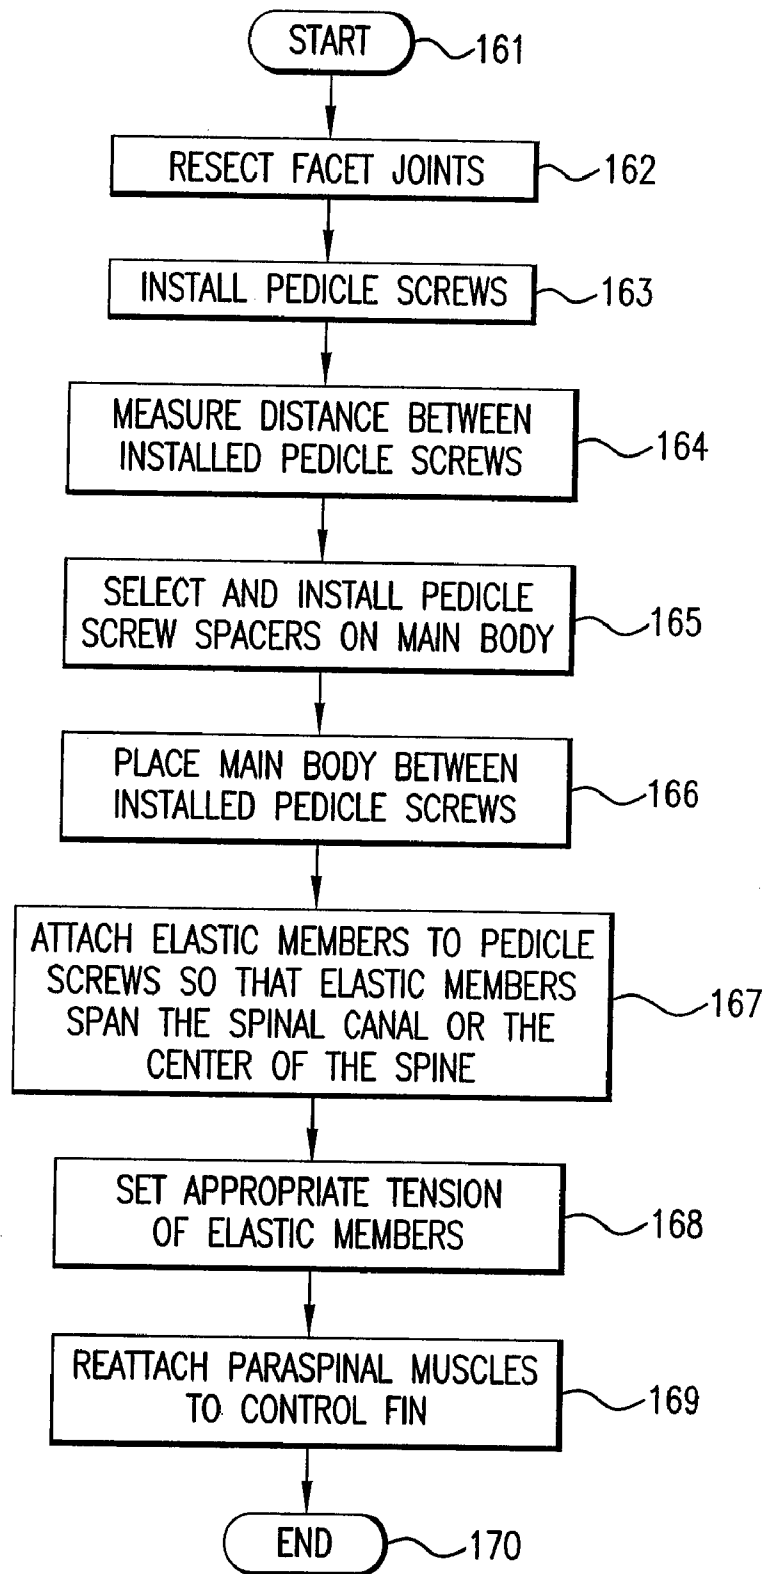 START
161
RESECT FACET JOINTS
162
INSTALL PEDICLE SCREWS
163
MEASURE DISTANCE BETWEEN
INSTALLED PEDICLE SCREWS
164
SELECT AND INSTALL PEDICLE
SCREW SPACERS ON MAIN BODY
165
PLACE MAIN BODY BETWEEN
INSTALLED PEDICLE SCREWS
166
ATTACH ELASTIC MEMBERS TO PEDICLE
SCREWS SO THAT ELASTIC MEMBERS
SPAN THE SPINAL CANAL OR THE
CENTER OF THE SPINE
167
SET APPROPRIATE TENSION
OF ELASTIC MEMBERS
168
REATTACH PARASPINAL MUSCLES
TO CONTROL FIN
169
END
170